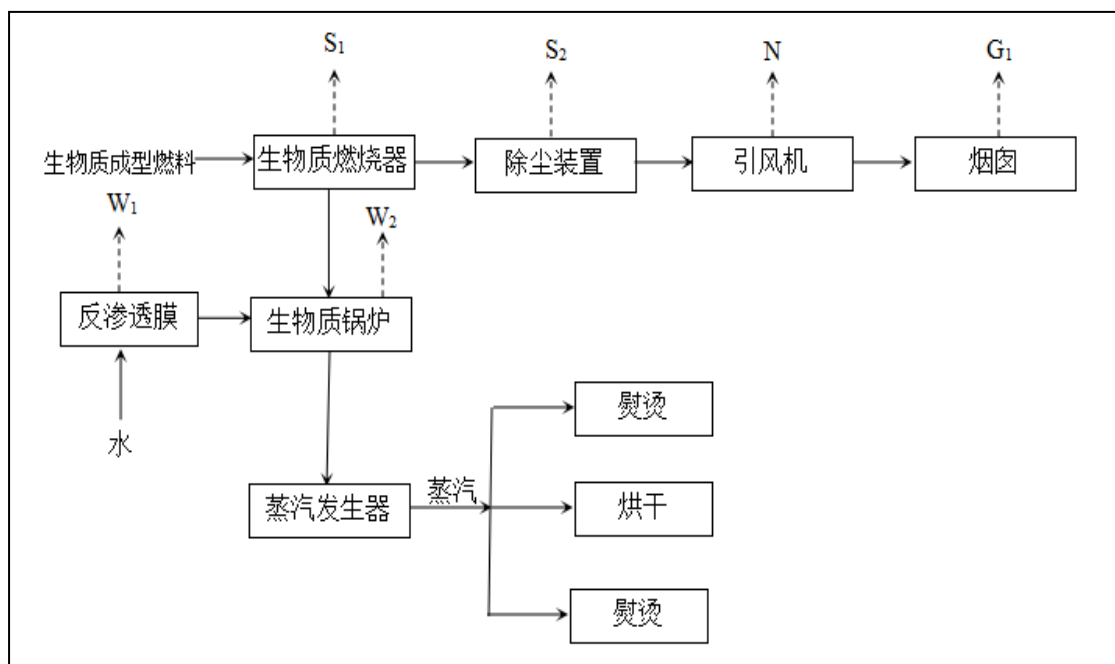 S₁
S₂
N
G₁
生物质成型燃料
生物质燃烧器
除尘装置
引风机
烟囱
W₁
W₂
反渗透膜
生物质锅炉
水
熨烫
蒸汽发生器
蒸汽
烘干
熨烫